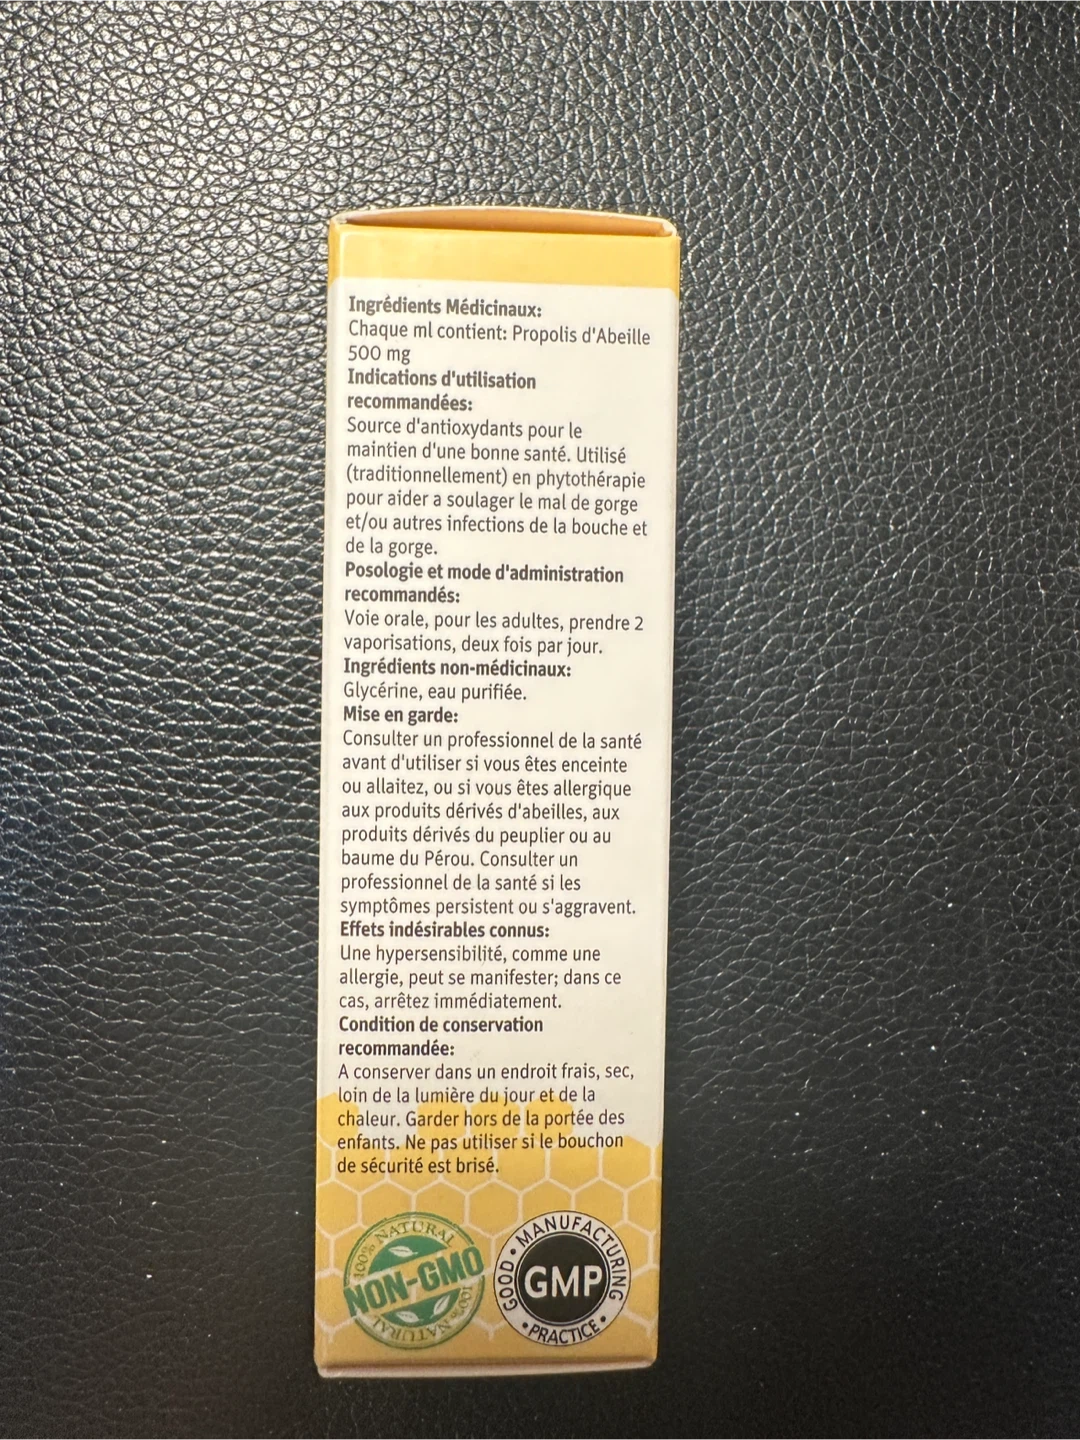 Ingrédients Médicinaux:
Chaque ml contient: Propolis d'Abeille
500 mg
Indications d'utilisation
recommandées:
Source d'antioxydants pour le
maintien d'une bonne santé. Utilisé
(traditionnellement) en phytothérapie
pour aider a soulager le mal de gorge
et/ou autres infections de la bouche et
de la gorge.
Posologie et mode d'administration
recommandés:
Voie orale, pour les adultes, prendre 2
vaporisations, deux fois par jour.
Ingrédients non-médicinaux:
Glycérine, eau purifiée.
Mise en garde:
Consulter un professionnel de la santé
avant d'utiliser si vous êtes enceinte
ou allaitez, ou si vous êtes allergique
aux produits dérivés d'abeilles, aux
produits dérivés du peuplier ou au
baume du Pérou. Consulter un
professionnel de la santé si les
symptômes persistent ou s'aggravent.
Effets indésirables connus:
Une hypersensibilité, comme une
allergie, peut se manifester; dans ce
cas, arrêtez immédiatement.
Condition de conservation
recommandée:
A conserver dans un endroit frais, sec,
loin de la lumière du jour et de la
chaleur. Garder hors de la portée des
enfants. Ne pas utiliser si le bouchon
de sécurité est brisé.
100% NATURAL
NON-GMO
100% NATURAL
GOOD • MANUFACTURING
GMP
• PRACTICE •